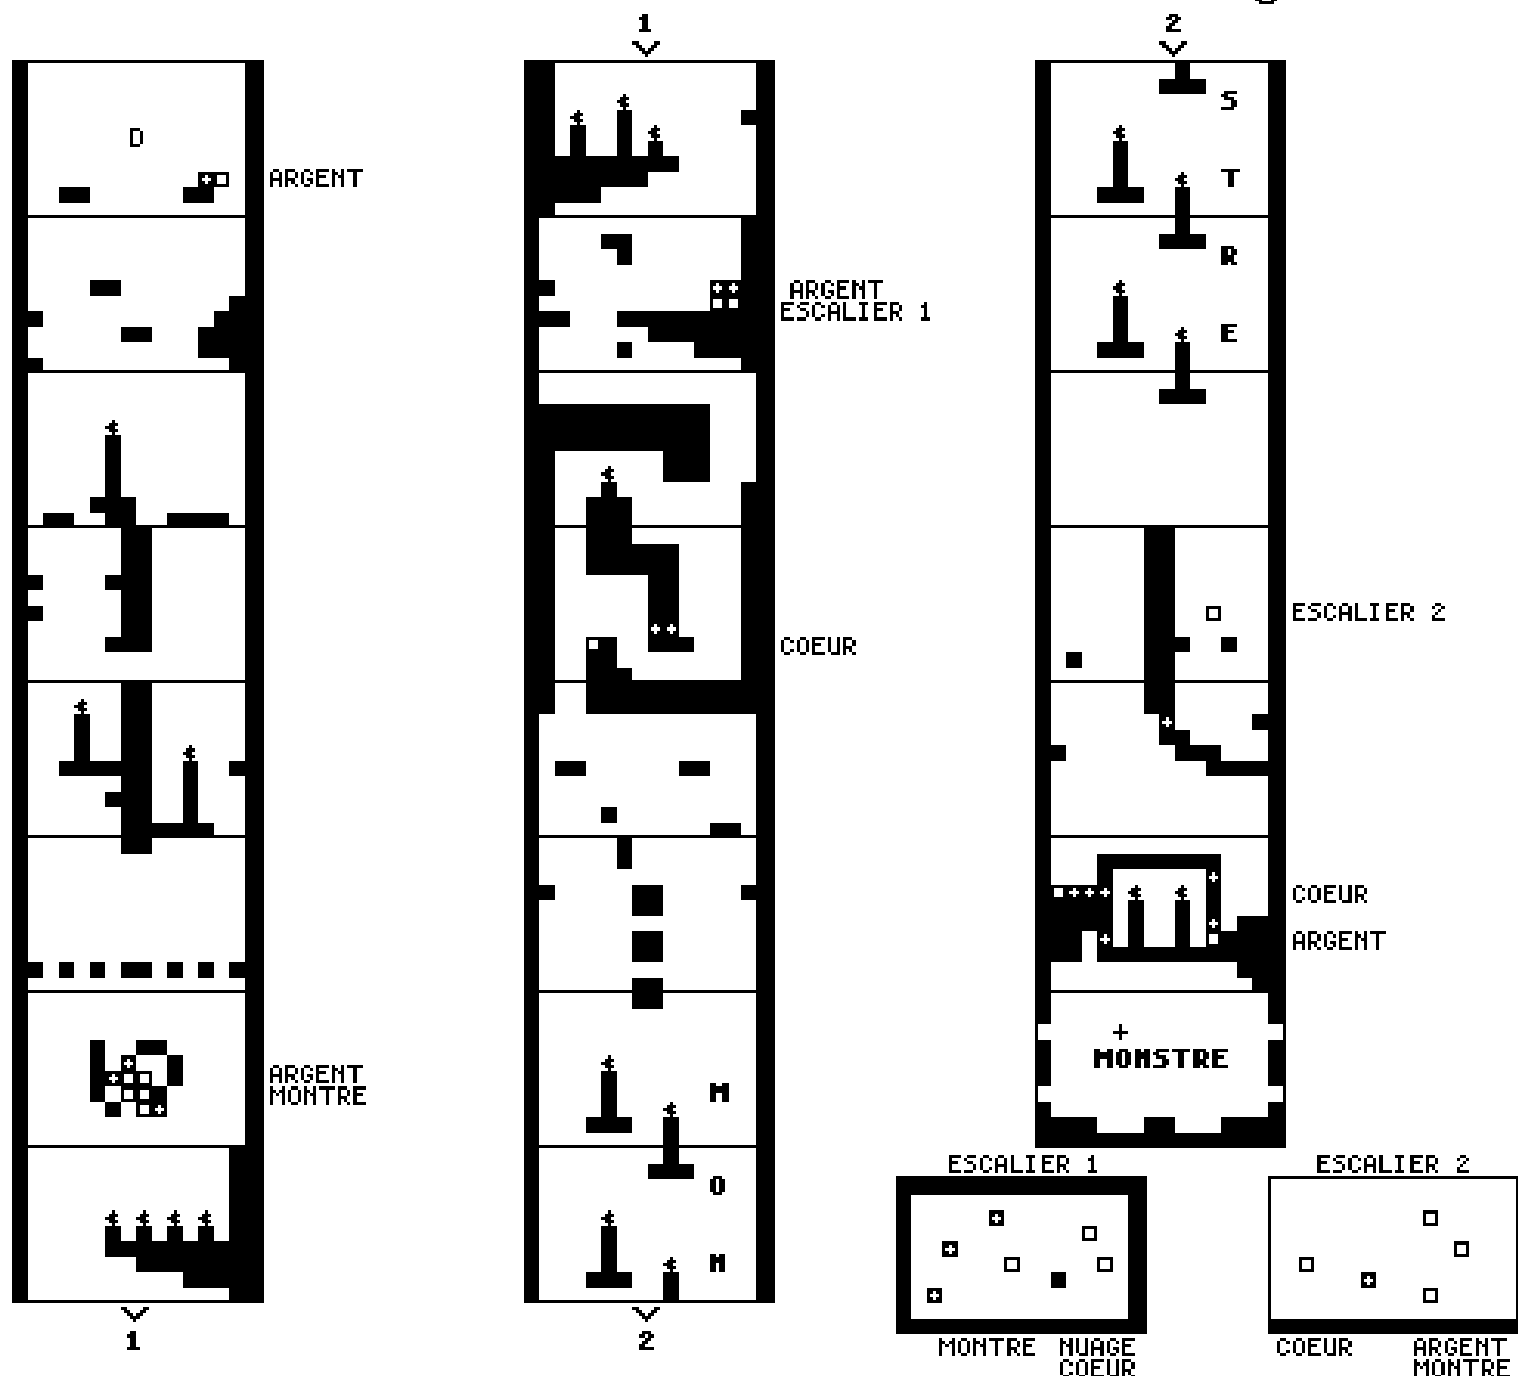 1
2
D
ARGENT
ARGENT
MONTRE
1
ARGENT
ESCALIER 1
COEUR
M
O
N
2
S
T
R
E
ESCALIER 2
COEUR
ARGENT
MONSTRE
ESCALIER 1
MONTRE NUAGE
COEUR
ESCALIER 2
COEUR ARGENT
MONTRE